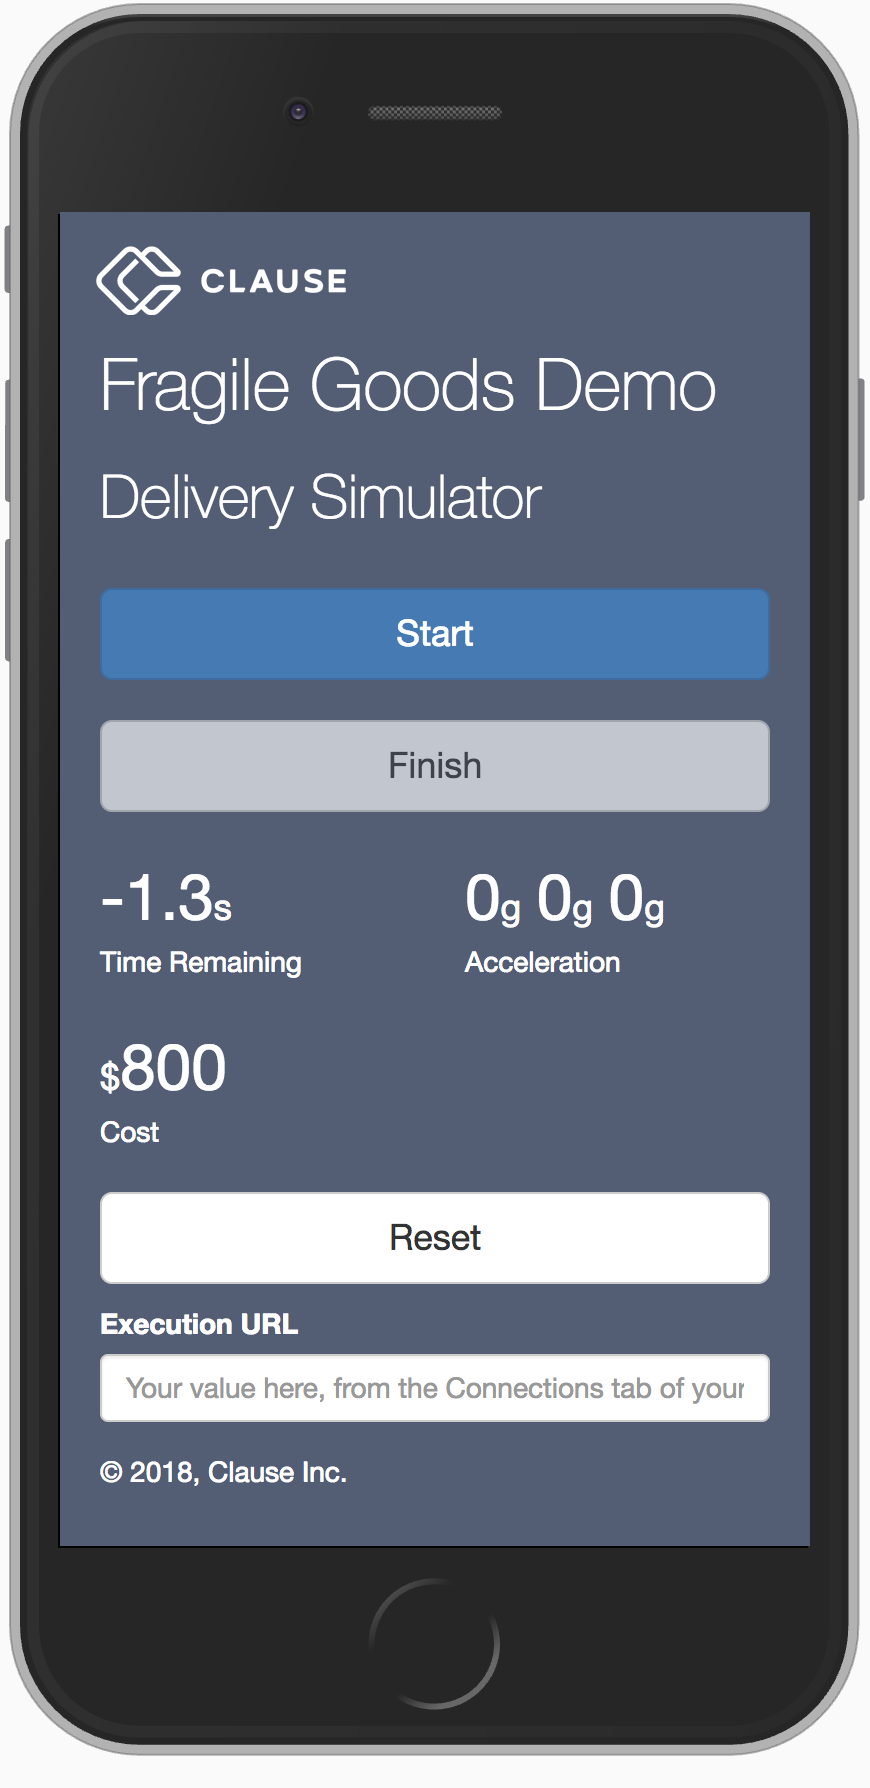 CLAUSE
Fragile Goods Demo
Delivery Simulator
Start
Finish
-1.3s
Time Remaining
0g 0g 0g
Acceleration
$800
Cost
Reset
Execution URL
Your value here, from the Connections tab of your
© 2018, Clause Inc.